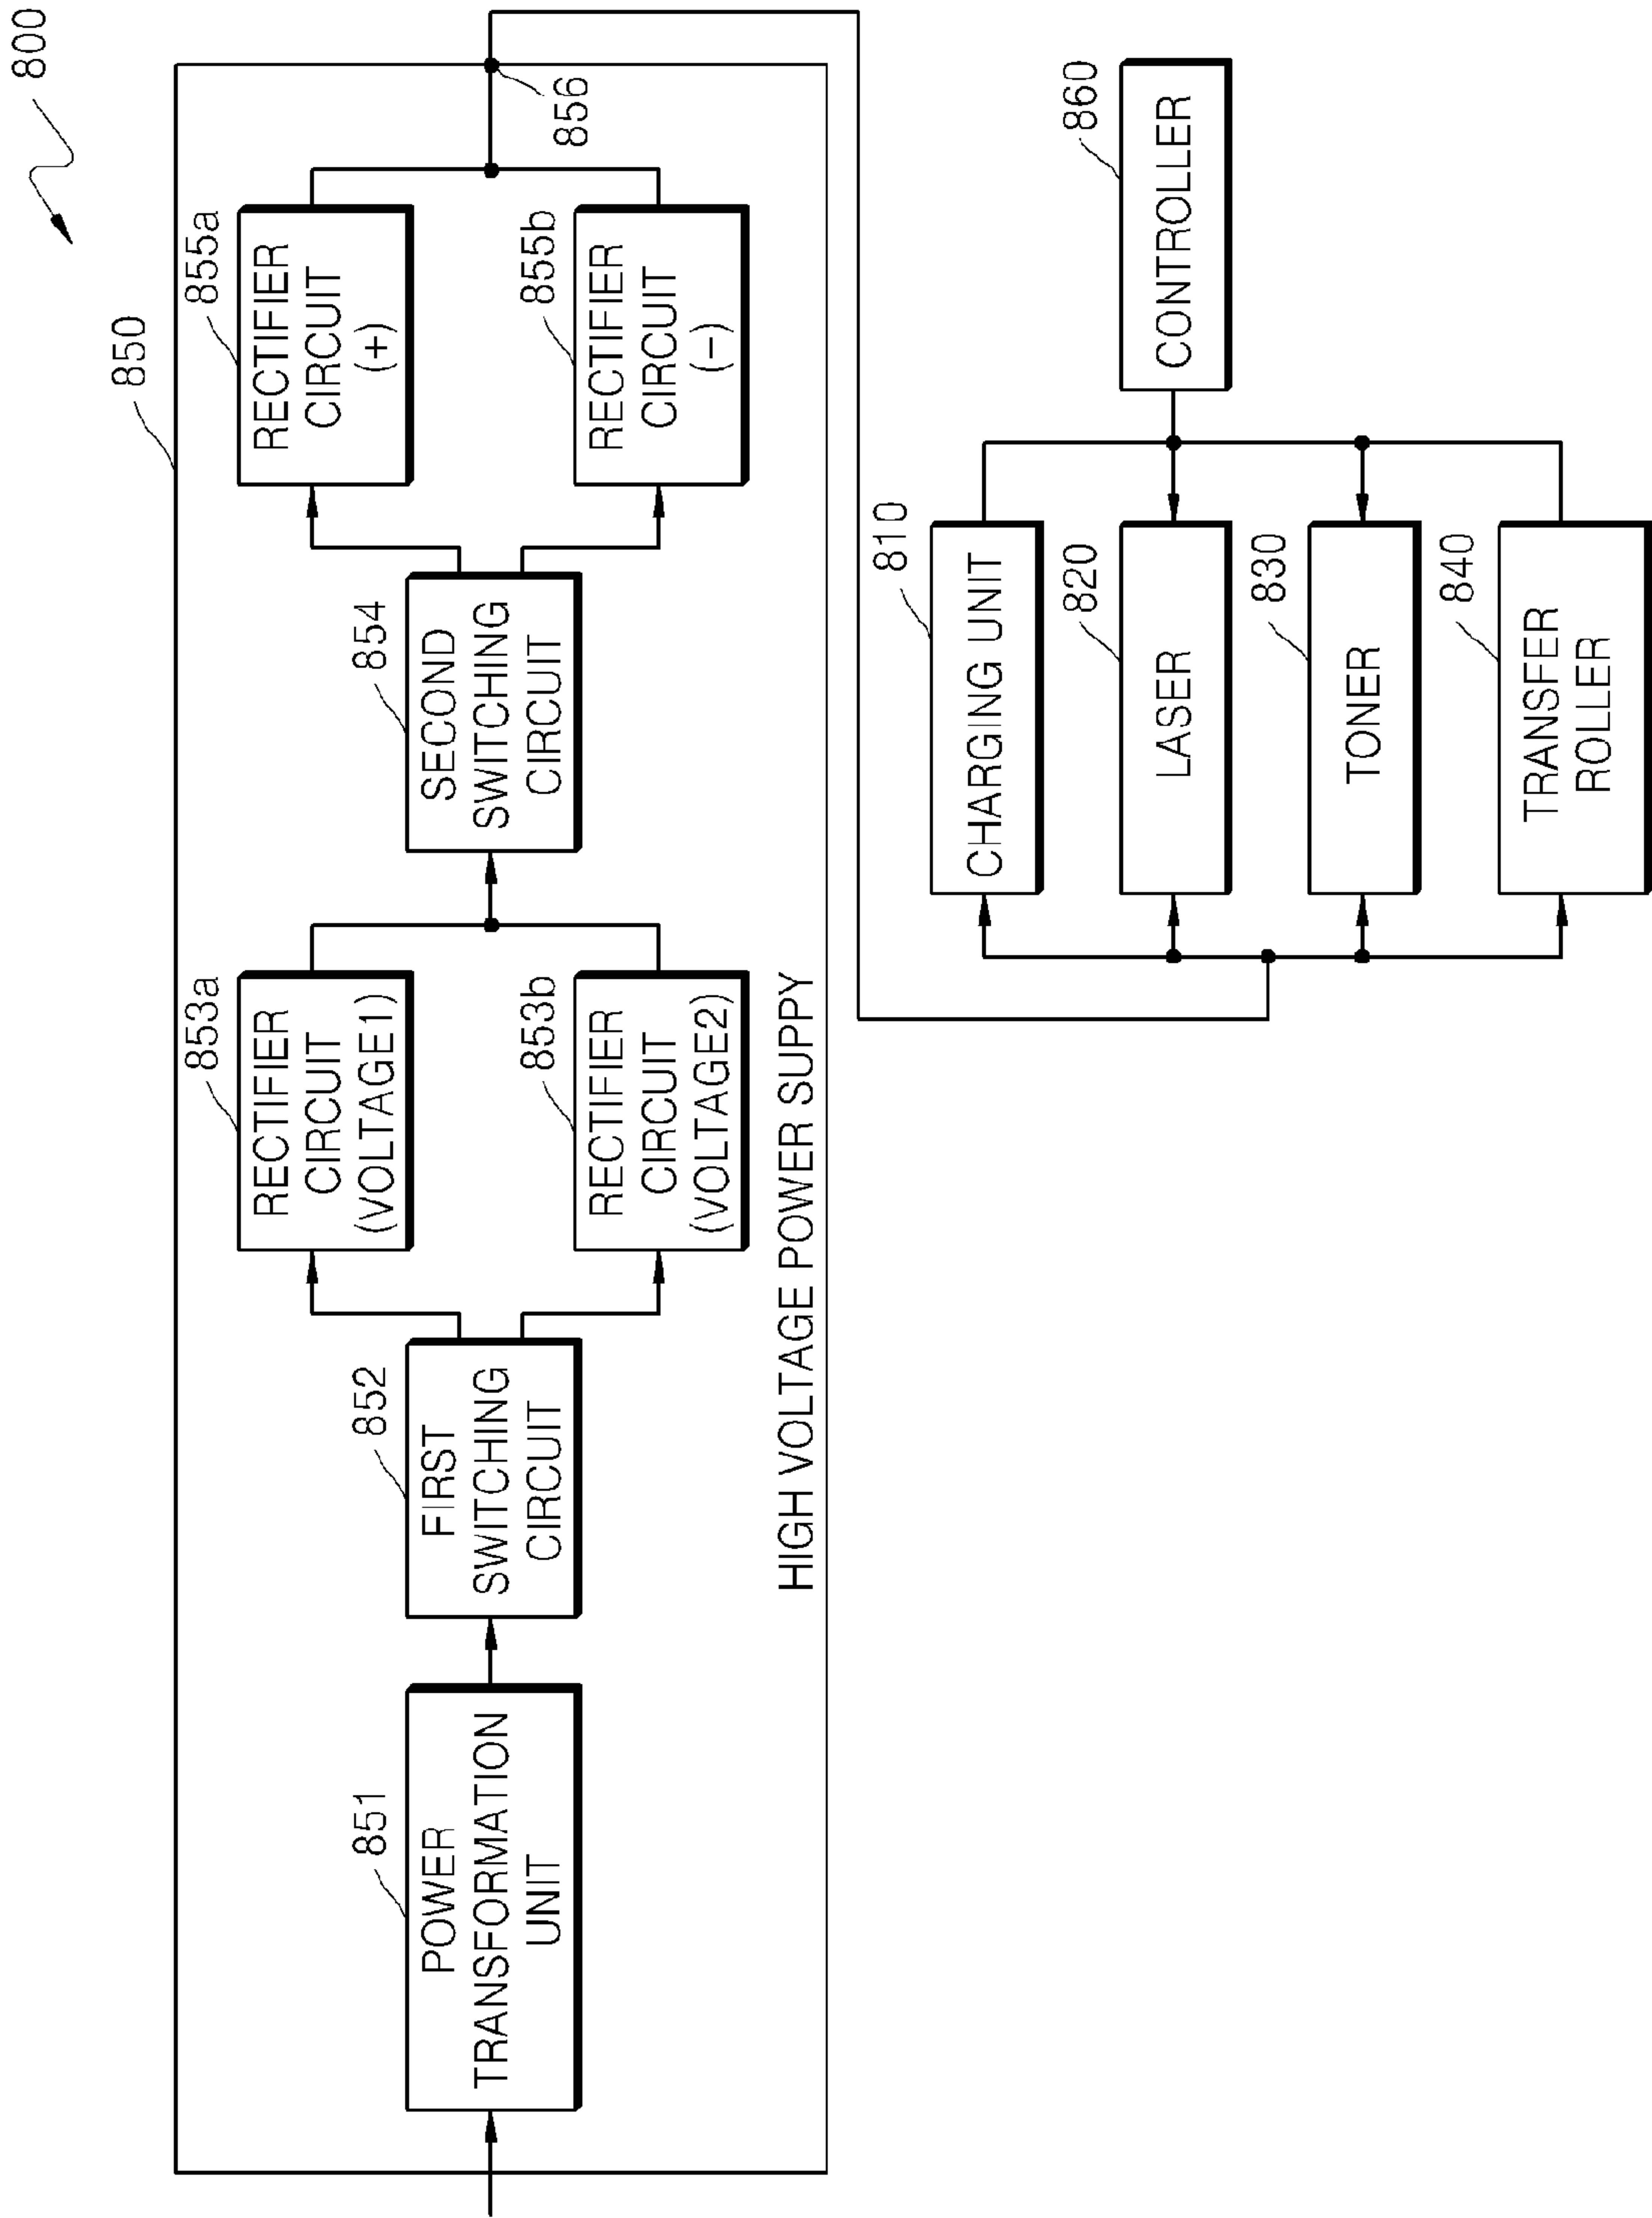 800
850
851
POWER
TRANSFORMATION
UNIT
852
FIRST
SWITCHING
CIRCUIT
853a
RECTIFIER
CIRCUIT
(VOLTAGE1)
853b
RECTIFIER
CIRCUIT
(VOLTAGE2)
854
SECOND
SWITCHING
CIRCUIT
855a
RECTIFIER
CIRCUIT
(+)
855b
RECTIFIER
CIRCUIT
(−)
856
HIGH VOLTAGE POWER SUPPY
810
CHARGING UNIT
820
LASER
830
TONER
840
TRANSFER
ROLLER
860
CONTROLLER